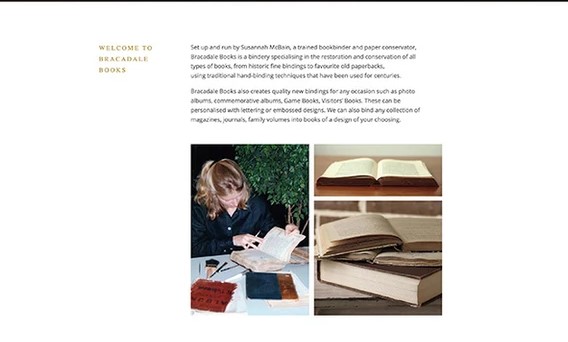 WELCOME TO
BRACADALE
BOOKS
Set up and run by Susannah McBain, a trained bookbinder and paper conservator,
Bracadale Books is a bindery specialising in the restoration and conservation of all
types of books, from historic fine bindings to favourite old paperbacks,
using traditional hand-binding techniques that have been used for centuries.
Bracadale Books also creates quality new bindings for any occasion such as photo
albums, commemorative albums, Game Books, Visitors' Books. These can be
personalised with lettering or embossed designs. We can also bind any collection of
magazines, journals, family volumes into books of a design of your choosing.